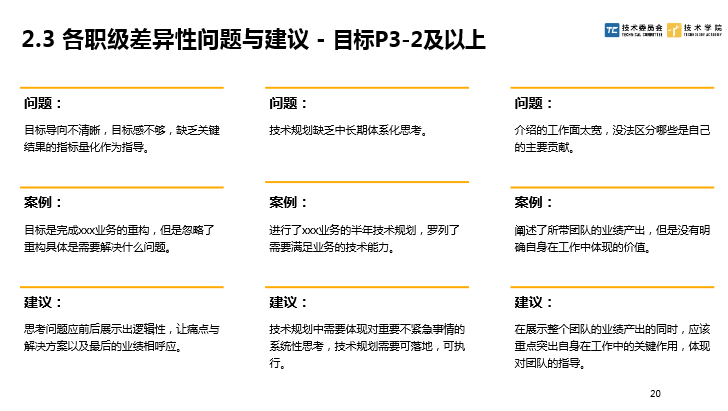 2.3 各职级差异性问题与建议 - 目标P3-2及以上
TC 技术委员会
TECHNICAL COMMITTEE
技术学院
TECHNOLOGY ACADEMY
问题：
目标导向不清晰，目标感不够，缺乏关键
结果的指标量化作为指导。
案例：
目标是完成xxx业务的重构，但是忽略了
重构具体是需要解决什么问题。
建议：
思考问题应前后展示出逻辑性，让痛点与
解决方案以及最后的业绩相呼应。
问题：
技术规划缺乏中长期体系化思考。
案例：
进行了xxx业务的半年技术规划，罗列了
需要满足业务的技术能力。
建议：
技术规划中需要体现对重要不紧急事情的
系统性思考，技术规划需要可落地，可执
行。
问题：
介绍的工作面太宽，没法区分哪些是自己
的主要贡献。
案例：
阐述了所带团队的业绩产出，但是没有明
确自身在工作中体现的价值。
建议：
在展示整个团队的业绩产出的同时，应该
重点突出自身在工作中的关键作用，体现
对团队的指导。
20